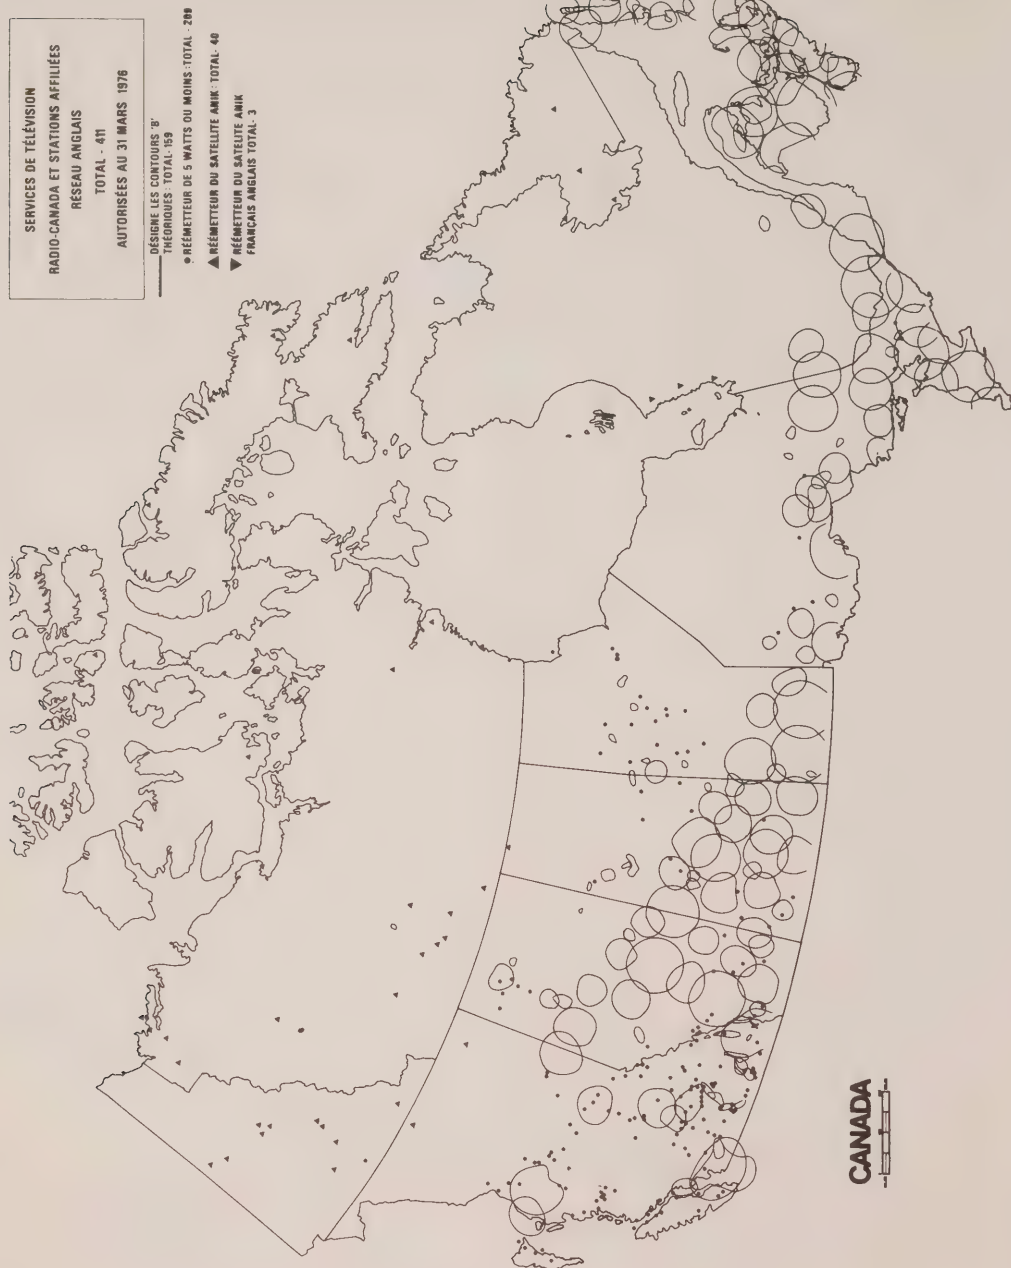 SERVICES DE TÉLÉVISION
RADIO-CANADA ET STATIONS AFFILIÉES
RÉSEAU ANGLAIS
TOTAL - 411
AUTORISÉES AU 31 MARS 1976
DÉSIGNE LES CONTOURS 'B'
THÉORIQUES: TOTAL-159
RÉÉMETTEUR DE 5 WATTS OU MOINS: TOTAL - 209
RÉÉMETTEUR DU SATELLITE ANIK: TOTAL- 40
RÉÉMETTEUR DU SATELITE ANIK
FRANÇAIS ANGLAIS TOTAL- 3
CANADA